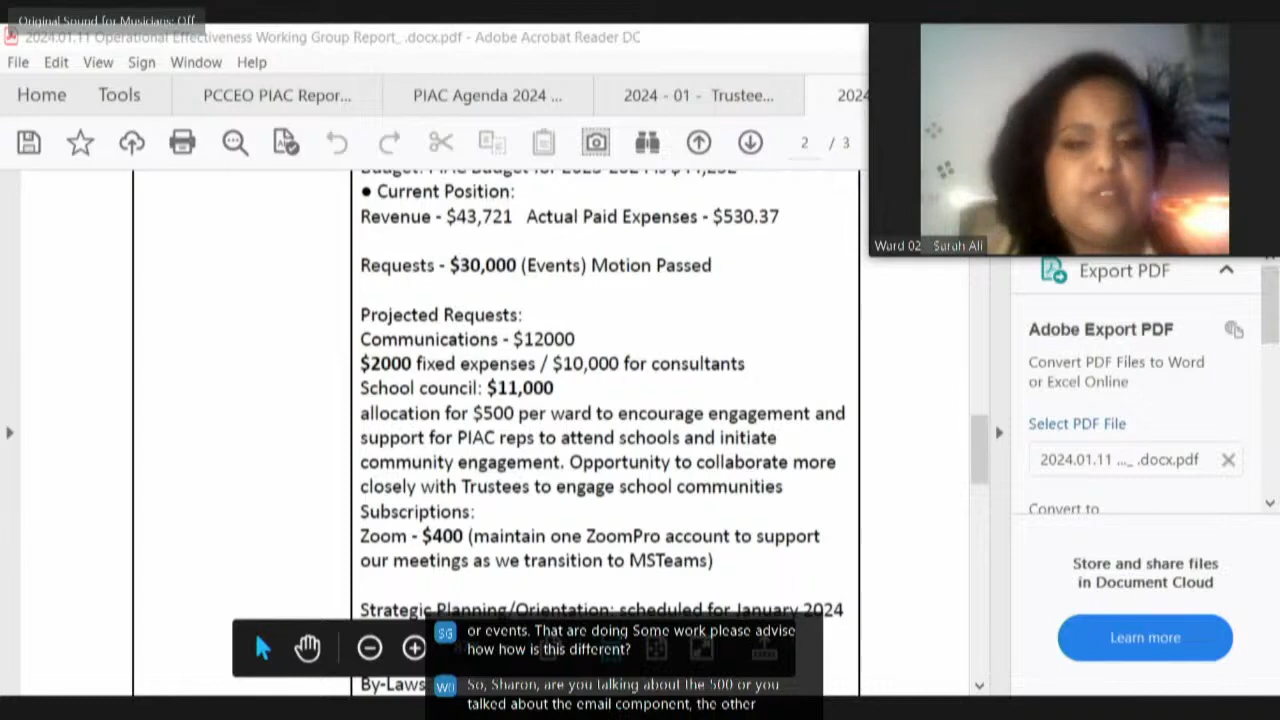 Original Sound for Musicians: Off
2024.01.11 Operational Effectiveness Working Group Report_ .docx.pdf - Adobe Acrobat Reader DC
File Edit View Sign Window Help
Home Tools PCCEO PIAC Repor... PIAC Agenda 2024 ... 2024 - 01 - Trustee... 2024
2 / 3
● Current Position:
Revenue - $43,721 Actual Paid Expenses - $530.37
Requests - $30,000 (Events) Motion Passed
Projected Requests:
Communications - $12000
$2000 fixed expenses / $10,000 for consultants
School council: $11,000
allocation for $500 per ward to encourage engagement and
support for PIAC reps to attend schools and initiate
community engagement. Opportunity to collaborate more
closely with Trustees to engage school communities
Subscriptions:
Zoom - $400 (maintain one ZoomPro account to support
our meetings as we transition to MSTeams)
Strategic Planning/Orientation: scheduled for January 2024
By-Laws
SG or events. That are doing Some work please advise
how how is this different?
W0 So, Sharon, are you talking about the 500 or you
talked about the email component, the other
Ward 02 Sarah Ali
Export PDF
Adobe Export PDF
Convert PDF Files to Word
or Excel Online
Select PDF File
2024.01.11 ..._ .docx.pdf
Convert to
Store and share files
in Document Cloud
Learn more